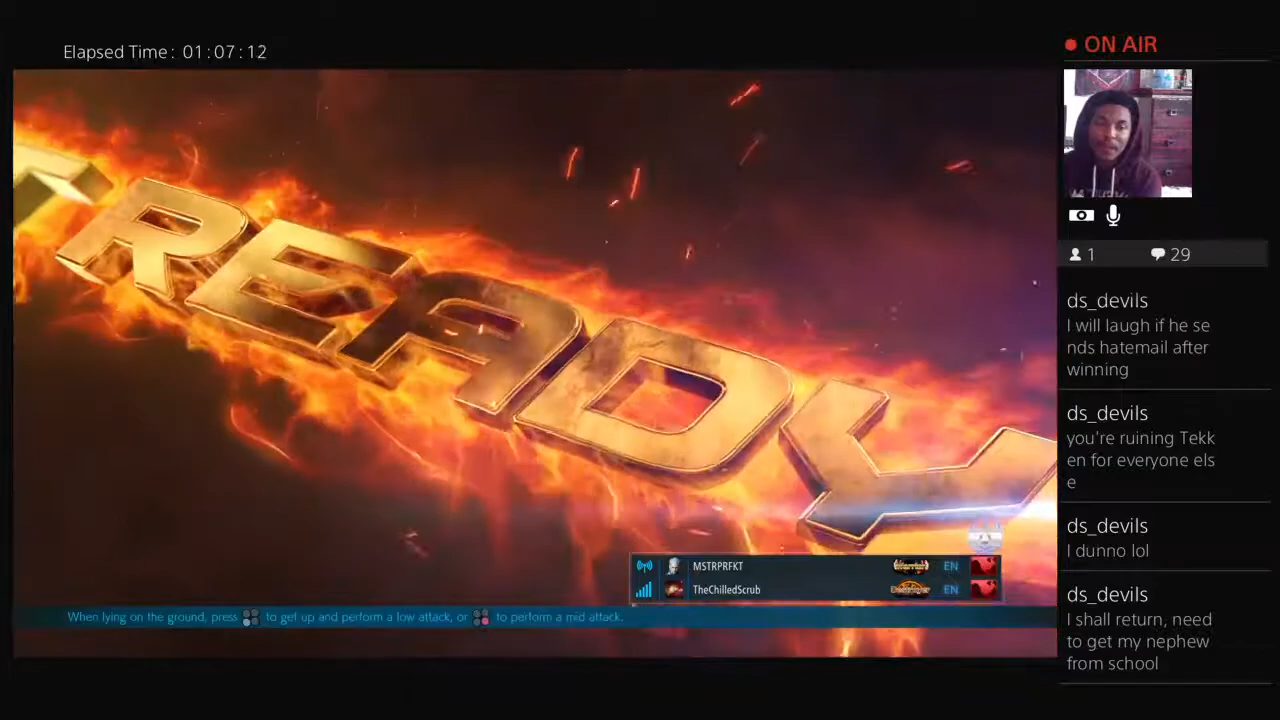 Elapsed Time: 01:07:12
ON AIR
READY
1 29
ds_devils
I will laugh if he se
nds hatemail after
winning
ds_devils
you're ruining Tekk
en for everyone els
e
ds_devils
I dunno lol
ds_devils
I shall return, need
to get my nephew
from school
MSTRPRFKT EN
TheChilledScrub EN
When lying on the ground, press to get up and perform a low attack, or to perform a mid attack.